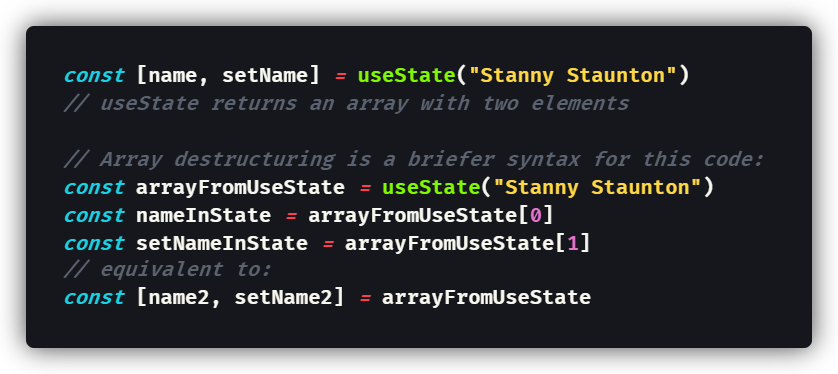 const [name, setName] = useState("Stanny Staunton")
// useState returns an array with two elements
// Array destructuring is a briefer syntax for this code:
const arrayFromUseState = useState("Stanny Staunton")
const nameInState = arrayFromUseState[0]
const setNameInState = arrayFromUseState[1]
// equivalent to:
const [name2, setName2] = arrayFromUseState